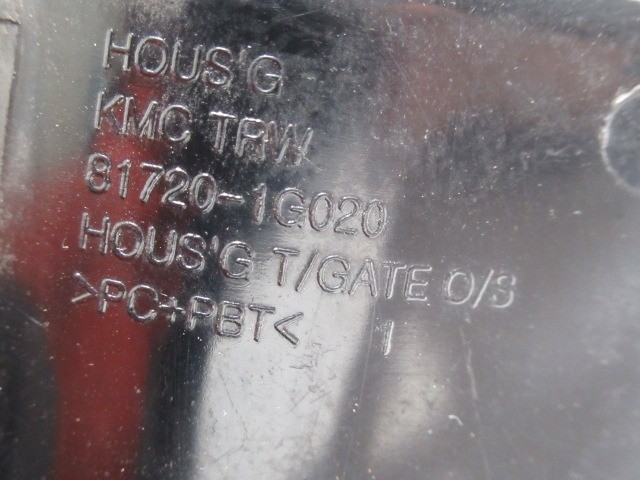 HOUS'G
KMC TRW
81720-1G020
HOUS'G T/GATE O/S
>PC+PBT< 1